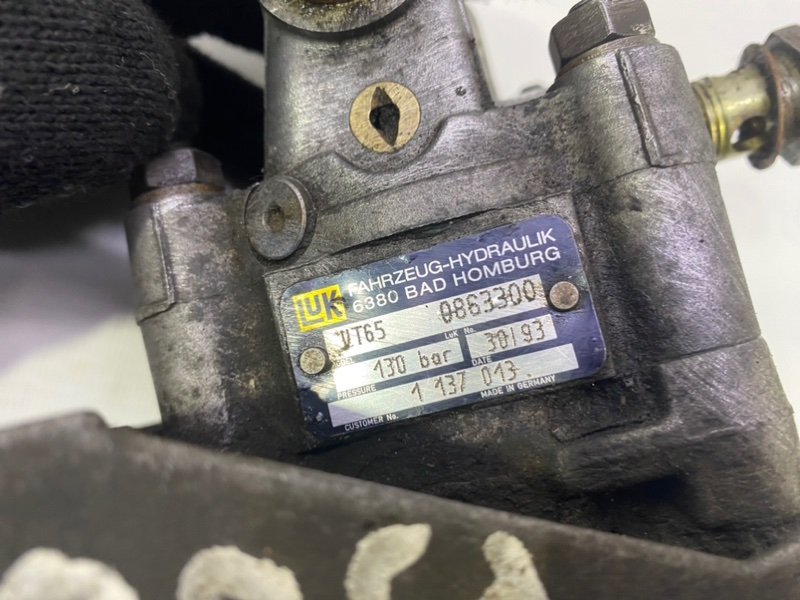 LUK FAHRZEUG-HYDRAULIK
6380 BAD HOMBURG
VT65 0863300
LuK No.
130 bar 30/93
PRESSURE DATE
1 137 013
CUSTOMER No. MADE IN GERMANY